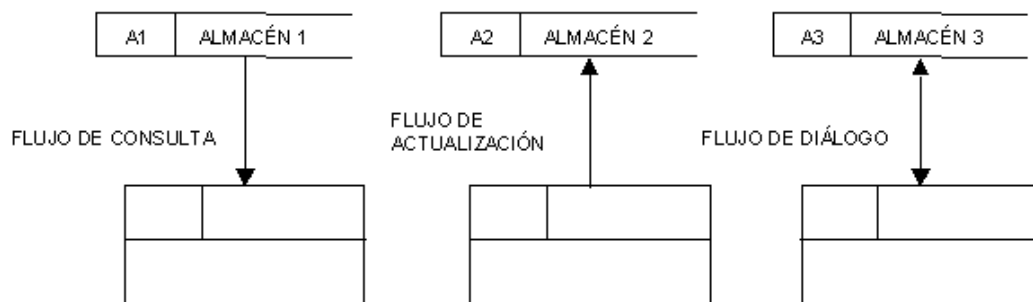 A1 ALMACÉN 1
A2 ALMACÉN 2
A3 ALMACÉN 3
FLUJO DE CONSULTA
FLUJO DE
ACTUALIZACIÓN
FLUJO DE DIÁLOGO